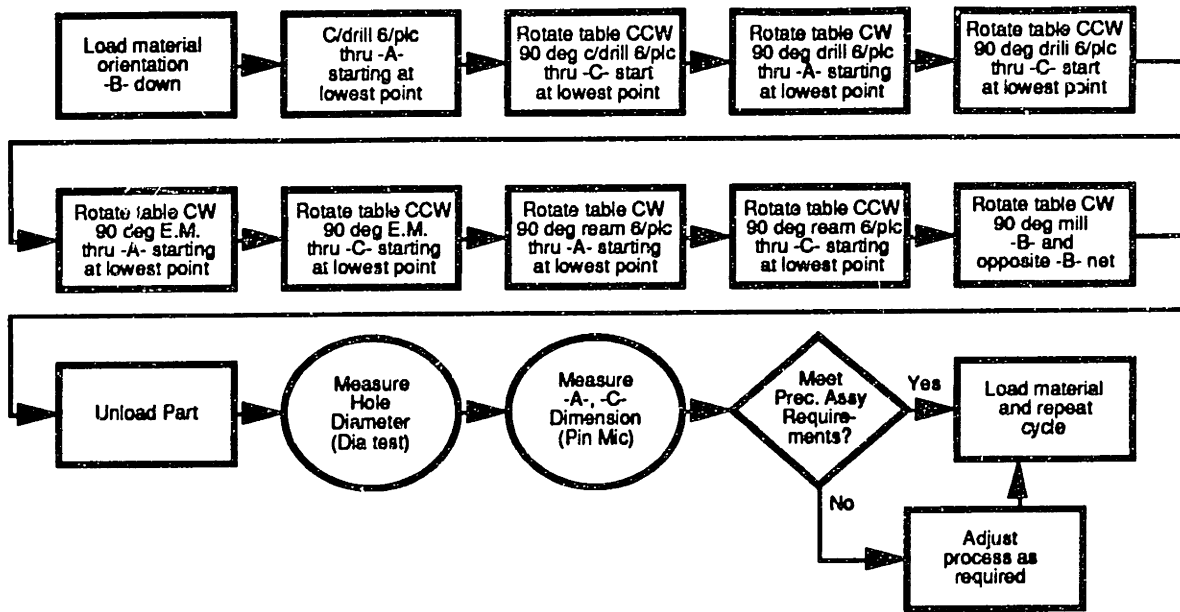 Load material
orientation
-B- down
C/drill 6/plc
thru -A-
starting at
lowest point
Rotate table CCW
90 deg c/drill 6/plc
thru -C- start
at lowest point
Rotate table CW
90 deg drill 6/plc
thru -A- starting
at lowest point
Rotate table CCW
90 deg drill 6/plc
thru -C- start
at lowest point
Rotate table CW
90 deg E.M.
thru -A- starting
at lowest point
Rotate table CCW
90 deg E.M.
thru -C- starting
at lowest point
Rotate table CW
90 deg ream 6/plc
thru -A- starting
at lowest point
Rotate table CCW
90 deg ream 6/plc
thru -C- starting
at lowest point
Rotate table CW
90 deg mill
-B- and
opposite -B- net
Unload Part
Measure
Hole
Diameter
(Dia test)
Measure
-A-, -C-
Dimension
(Pin Mic)
Meet
Prec. Assy
Require-
ments?
Yes
No
Load material
and repeat
cycle
Adjust
process as
required